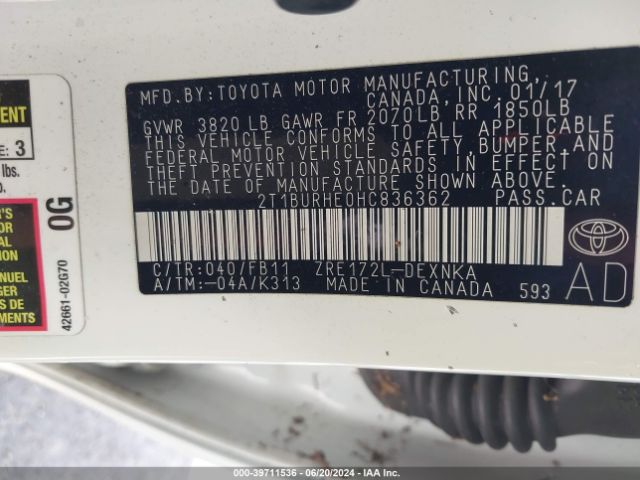 MFD.BY:TOYOTA MOTOR MANUFACTURING,
CANADA, INC. 01/17
GVWR 3820 LB GAWR FR 2070LB RR 1850LB
THIS VEHICLE CONFORMS TO ALL APPLICABLE
FEDERAL MOTOR VEHICLE SAFETY,BUMPER,AND
THEFT PREVENTION STANDARDS IN EFFECT ON
THE DATE OF MANUFACTURE SHOWN ABOVE.
2T1BURHE0HC836362 PASS.CAR
C/TR:040/FB11 ZRE172L-DEXNKA
A/TM:-04A/K313 MADE IN CANADA 593
AD
E: 3
lbs.
0G
42661-02G70
000-39711536 - 06/20/2024 - IAA Inc.